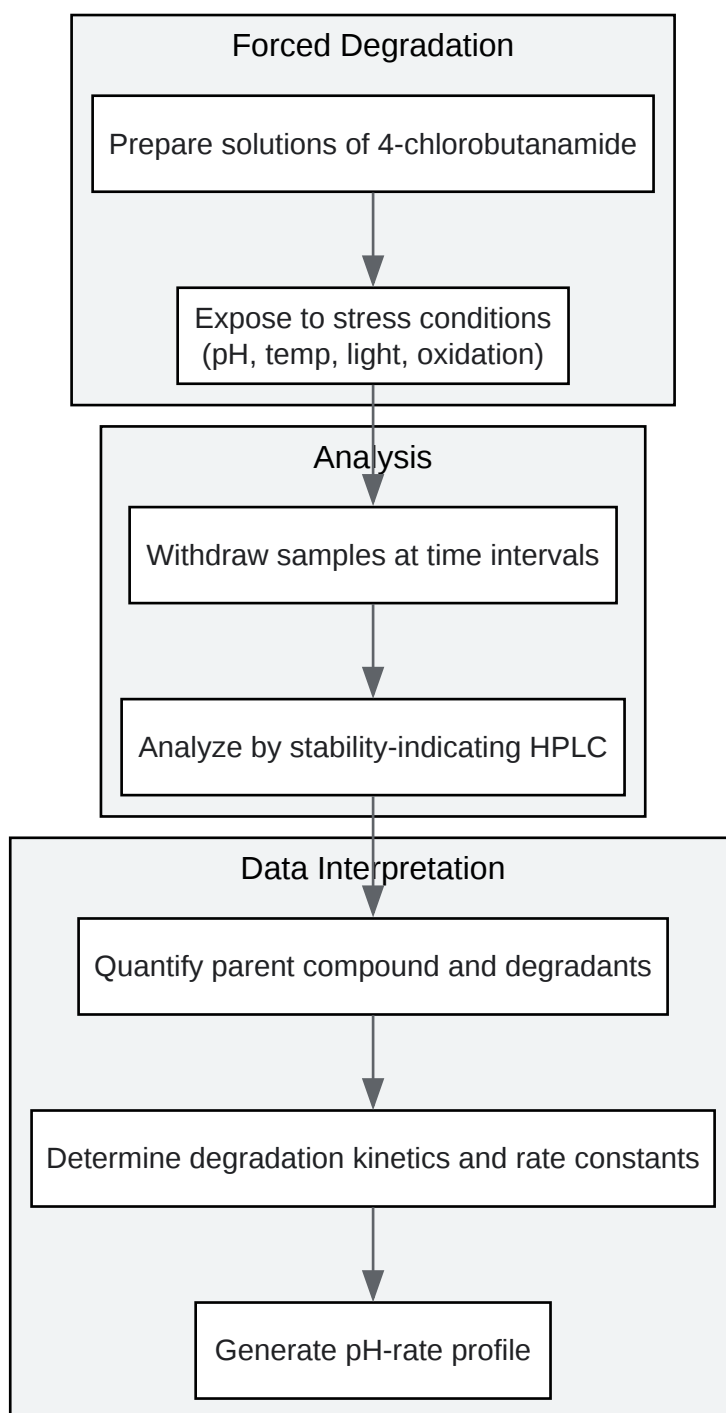 Forced Degradation
Prepare solutions of 4-chlorobutanamide
Expose to stress conditions
(pH, temp, light, oxidation)
Analysis
Withdraw samples at time intervals
Analyze by stability-indicating HPLC
Data Interpretation
Quantify parent compound and degradants
Determine degradation kinetics and rate constants
Generate pH-rate profile